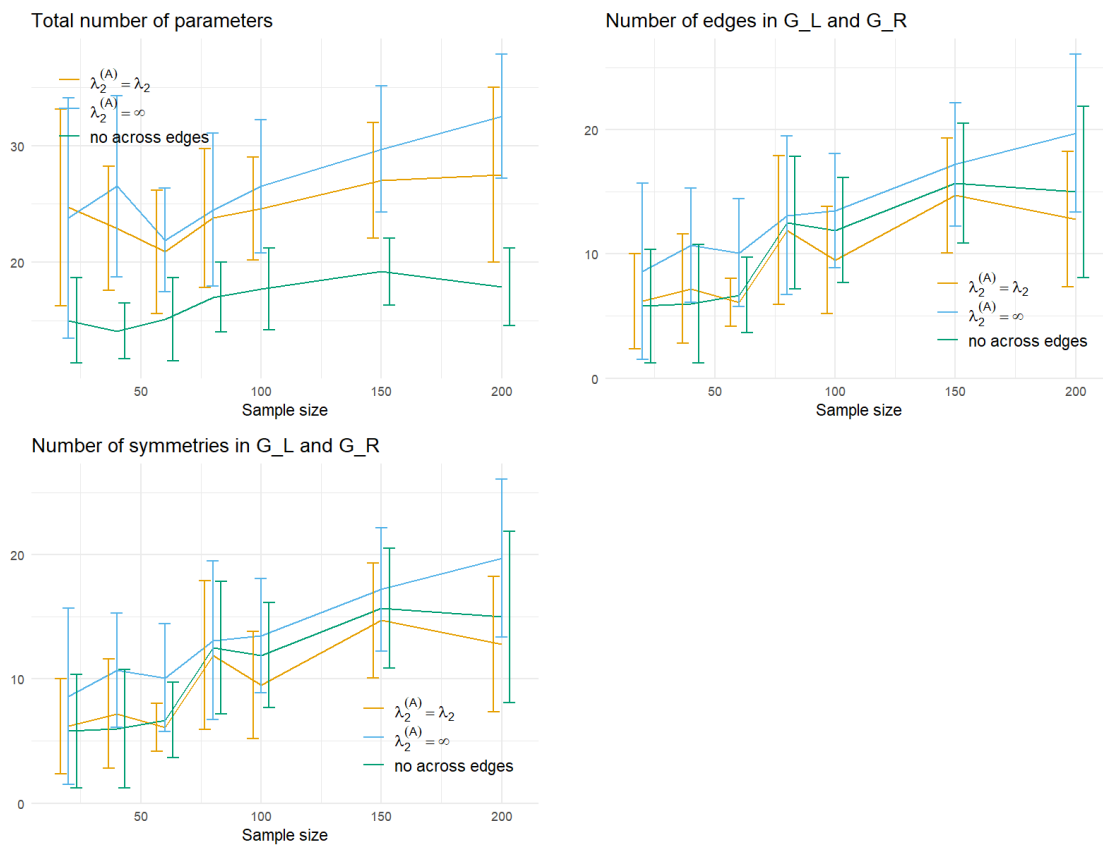 Total number of parameters
λ₂⁽ᴬ⁾ = λ₂
λ₂⁽ᴬ⁾ = ∞
no across edges
30
20
50 100 150 200
Sample size
Number of edges in G_L and G_R
20
10
0
λ₂⁽ᴬ⁾ = λ₂
λ₂⁽ᴬ⁾ = ∞
no across edges
50 100 150 200
Sample size
Number of symmetries in G_L and G_R
20
10
0
λ₂⁽ᴬ⁾ = λ₂
λ₂⁽ᴬ⁾ = ∞
no across edges
50 100 150 200
Sample size